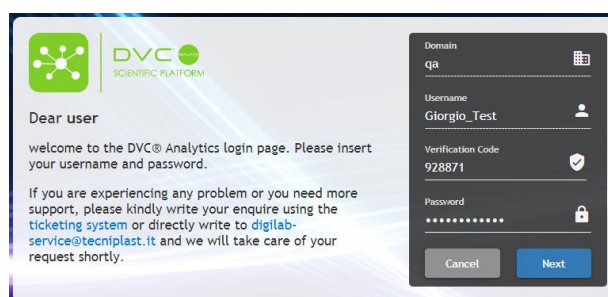 DVC ANALYTICS
SCIENTIFIC PLATFORM
Dear user
welcome to the DVC® Analytics login page. Please insert
your username and password.
If you are experiencing any problem or you need more
support, please kindly write your enquire using the
ticketing system or directly write to digilab-
service@tecniplast.it and we will take care of your
request shortly.
Domain
qa
Username
Giorgio_Test
Verification Code
928871
Password
••••••••••••
Cancel
Next